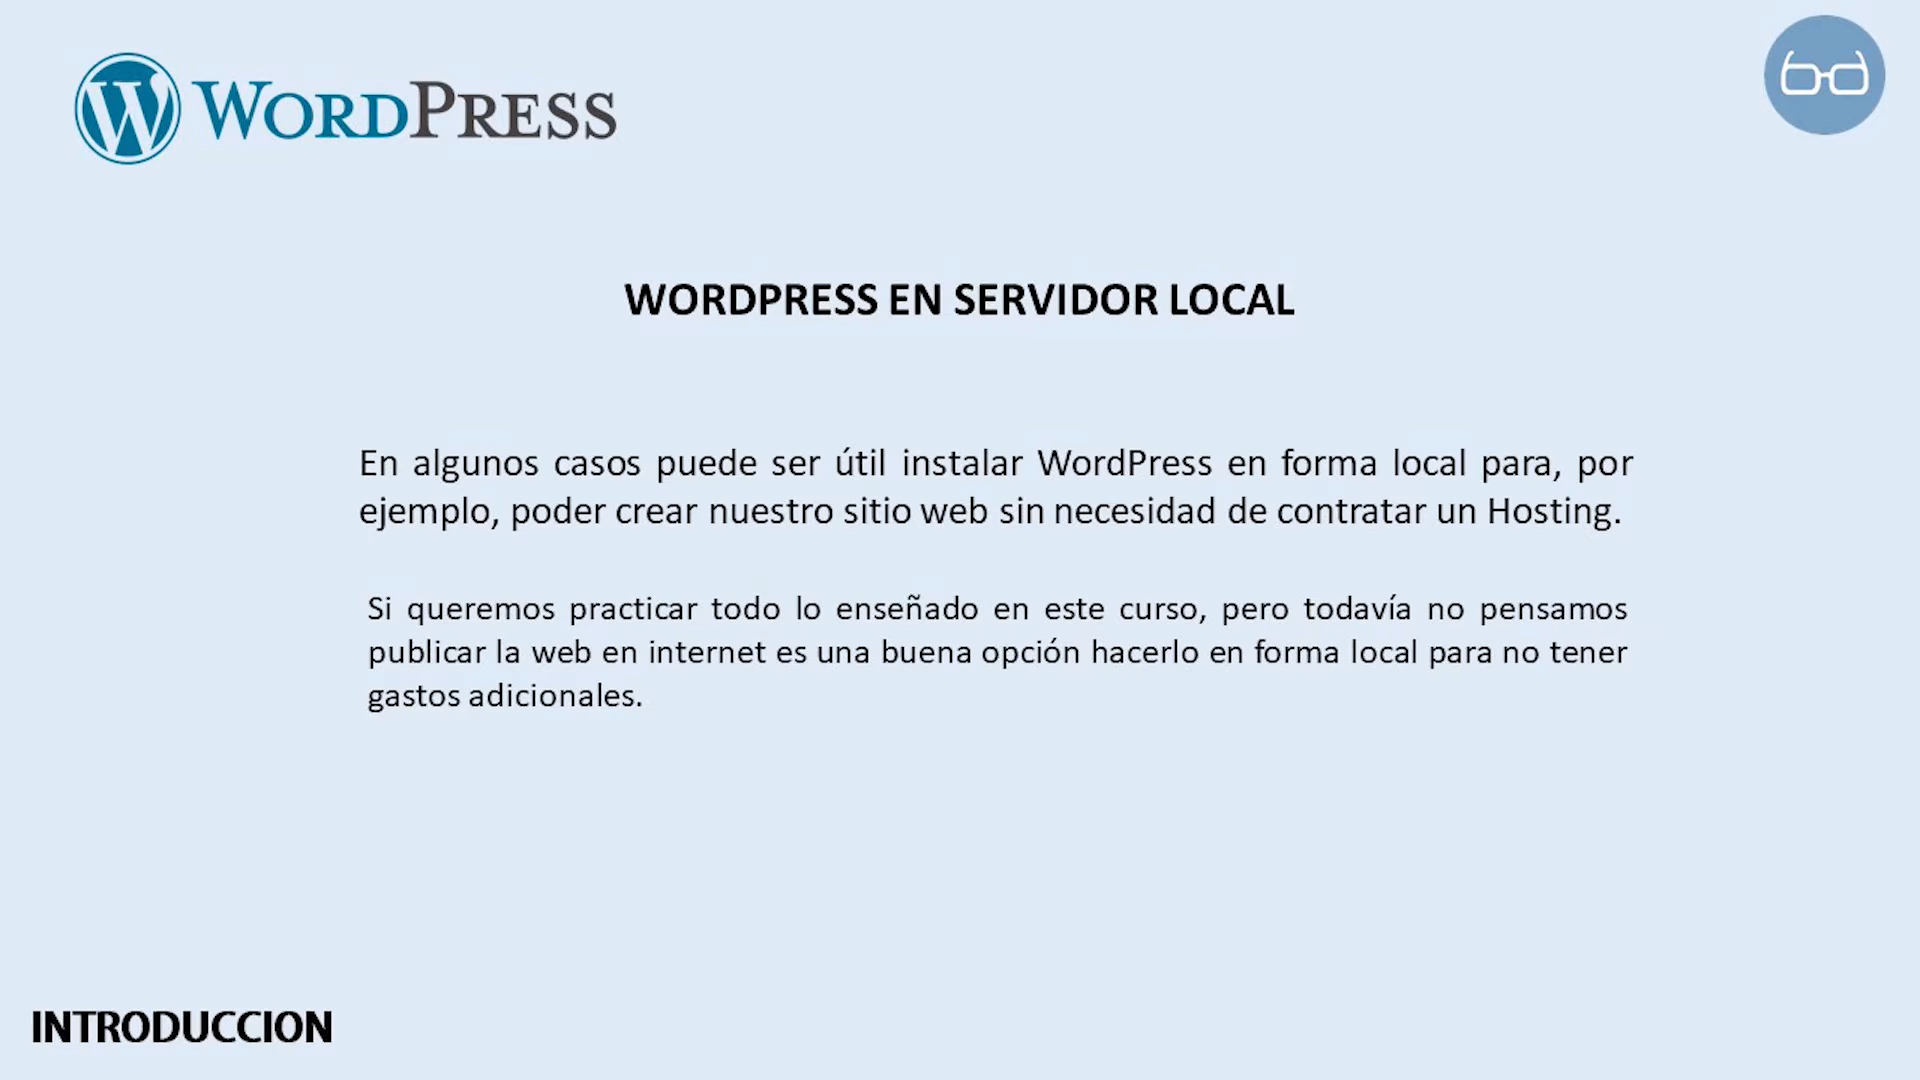 WORDPRESS
WORDPRESS EN SERVIDOR LOCAL
En algunos casos puede ser útil instalar WordPress en forma local para, por
ejemplo, poder crear nuestro sitio web sin necesidad de contratar un Hosting.
Si queremos practicar todo lo enseñado en este curso, pero todavía no pensamos
publicar la web en internet es una buena opción hacerlo en forma local para no tener
gastos adicionales.
INTRODUCCION